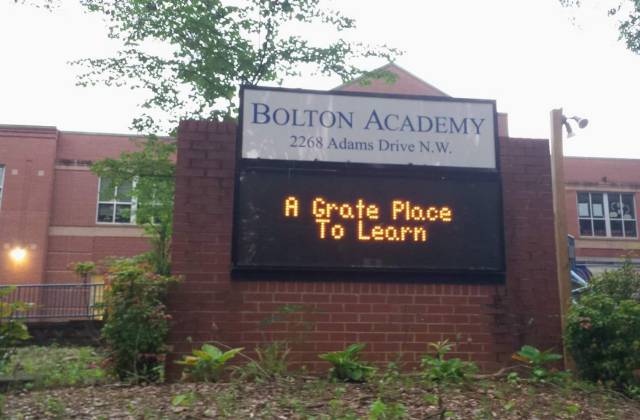 BOLTON ACADEMY
2268 Adams Drive N.W.
A Grate Place
To Learn